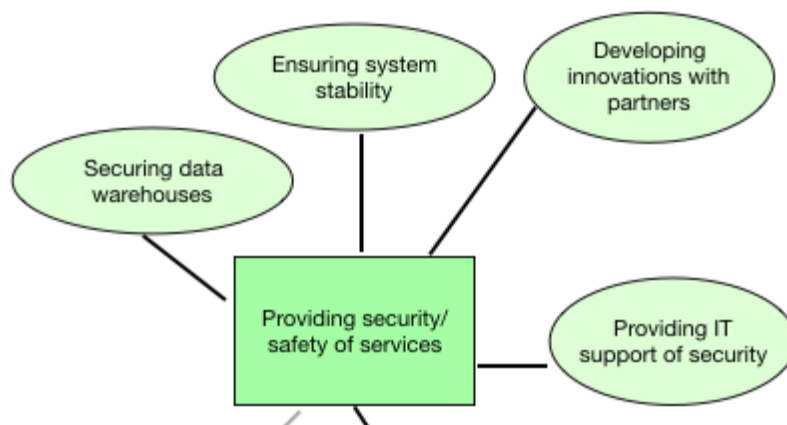 Ensuring system
stability
Developing
innovations with
partners
Securing data
warehouses
Providing security/
safety of services
Providing IT
support of security